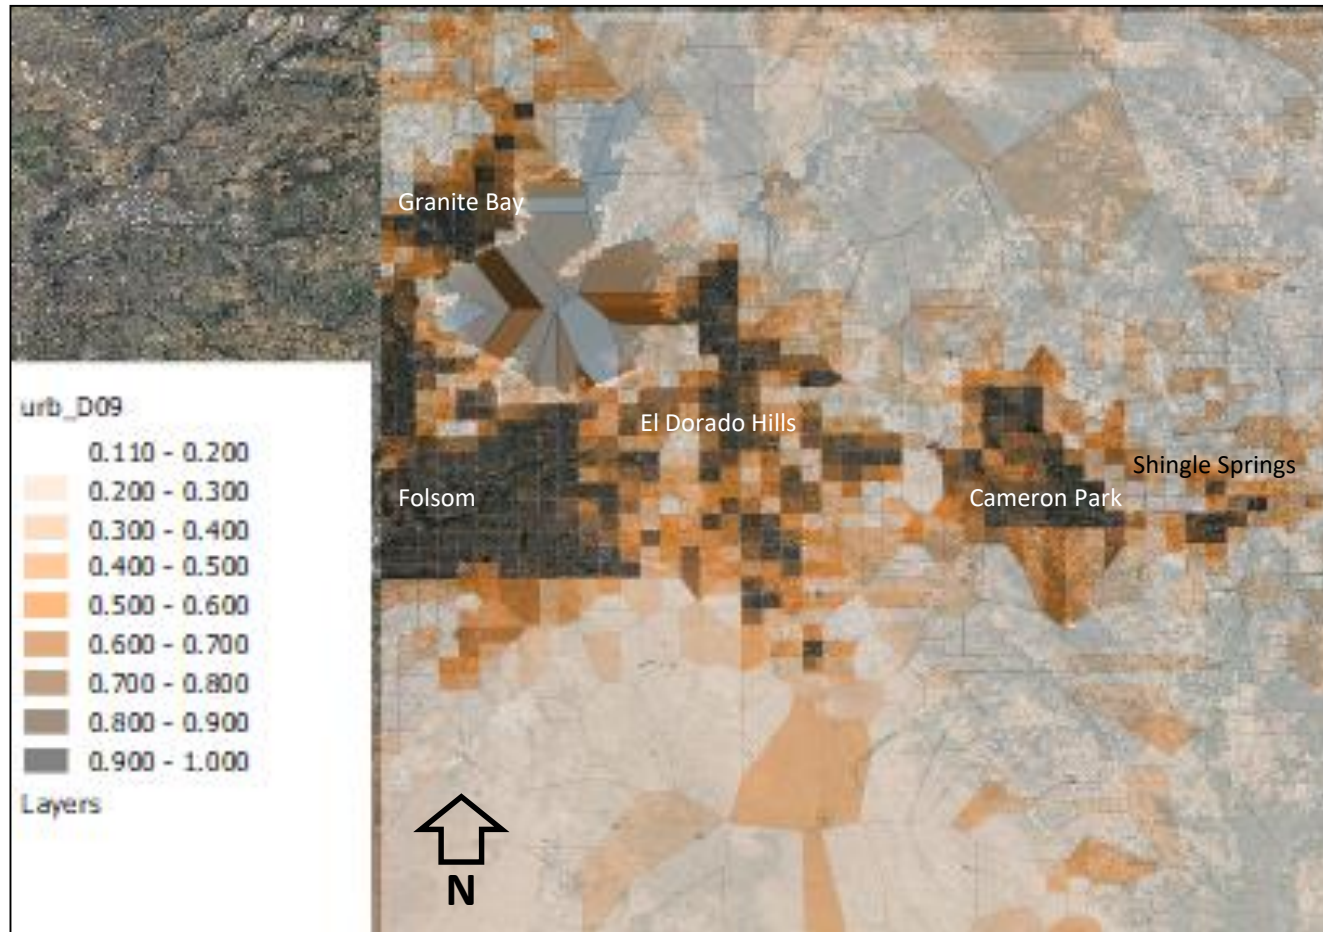 Granite Bay
El Dorado Hills
Shingle Springs
Folsom
Cameron Park
urb_D09
0.110 - 0.200
0.200 - 0.300
0.300 - 0.400
0.400 - 0.500
0.500 - 0.600
0.600 - 0.700
0.700 - 0.800
0.800 - 0.900
0.900 - 1.000
Layers
N